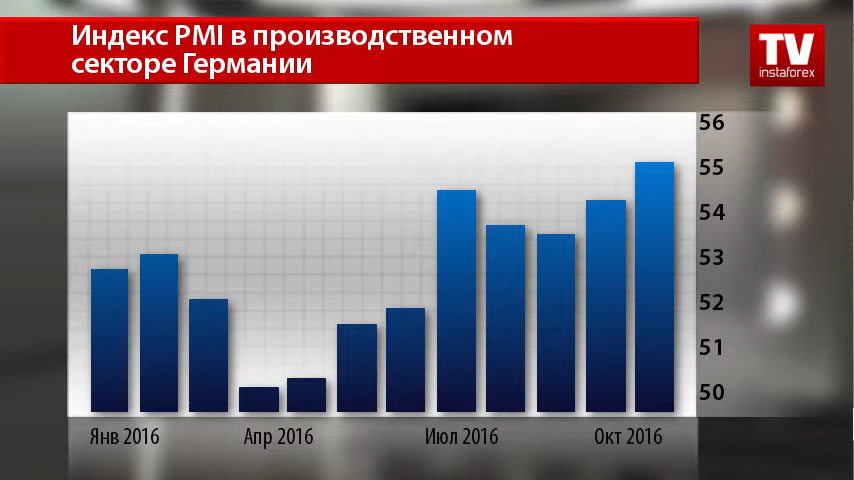 Индекс PMI в производственном
секторе Германии
TV
instaforex
56
55
54
53
52
51
50
Янв 2016
Апр 2016
Июл 2016
Окт 2016